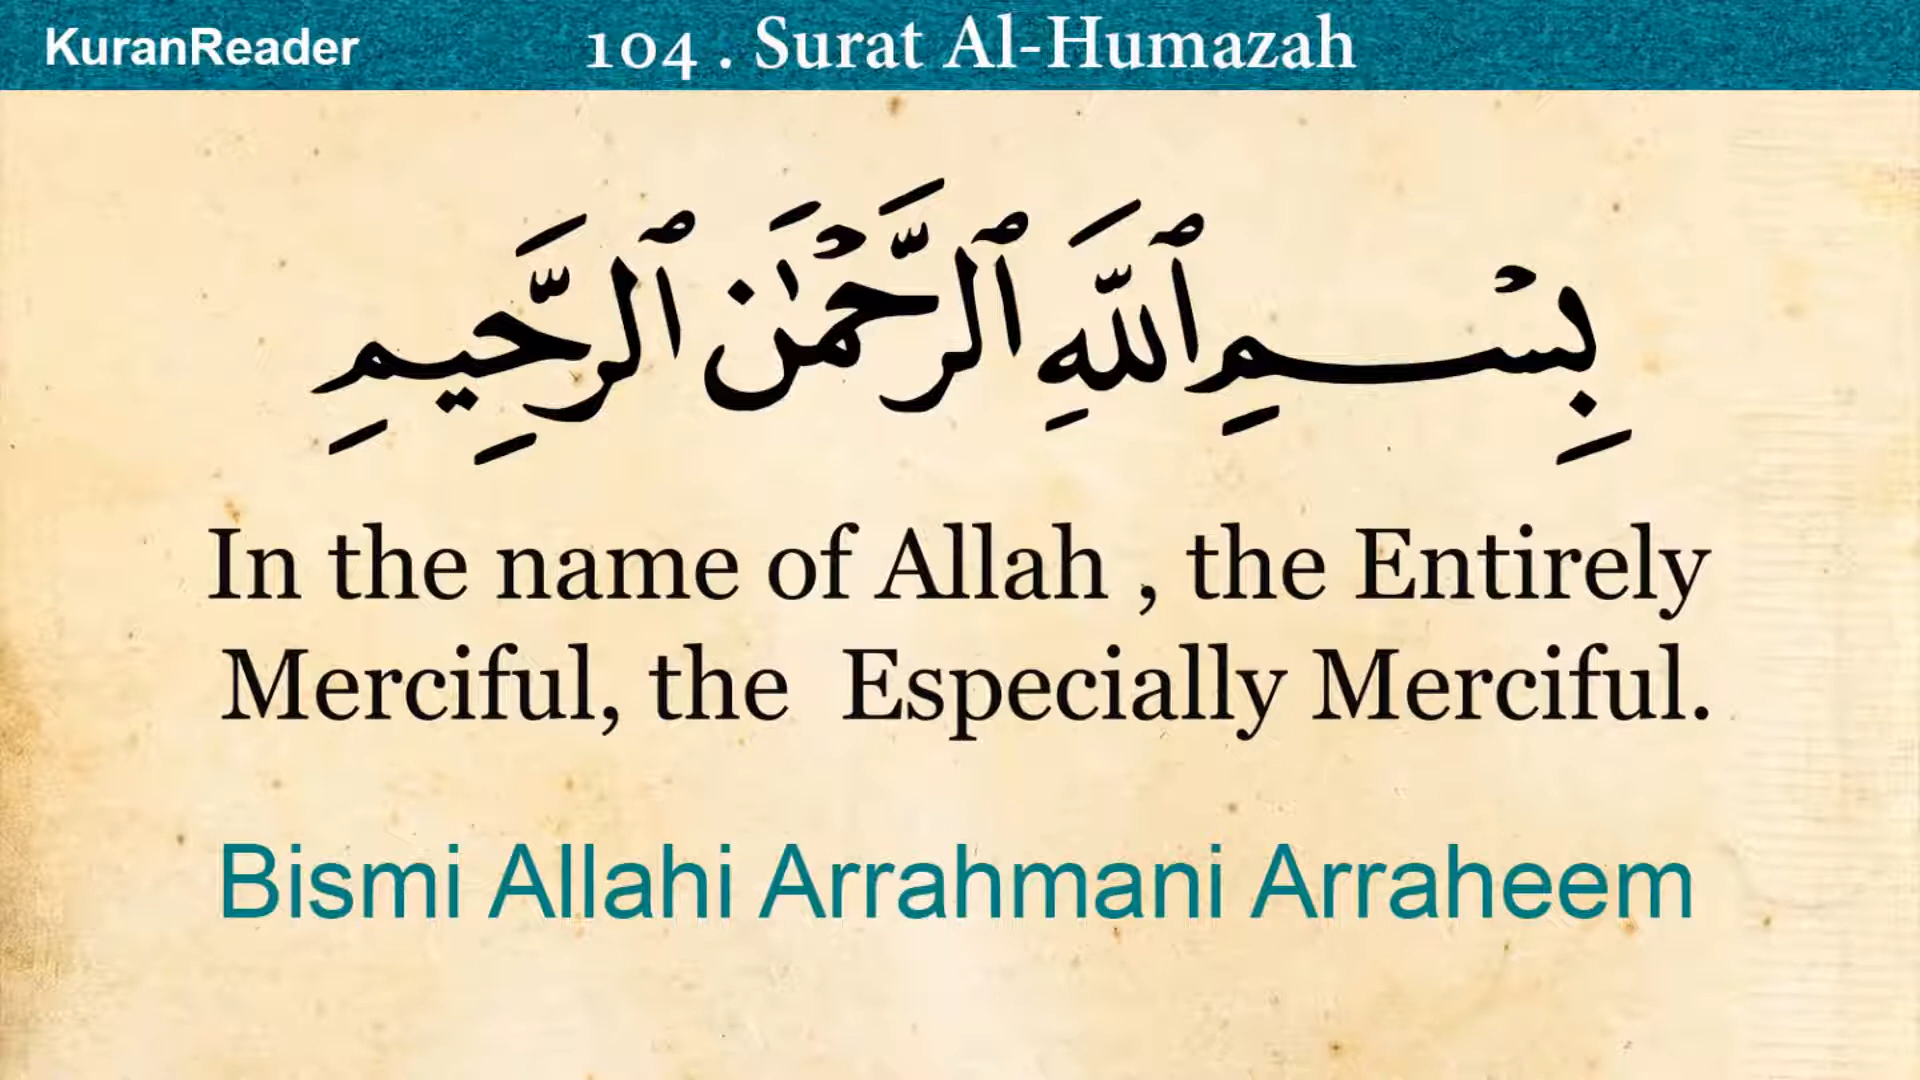 KuranReader
104 . Surat Al-Humazah
بِسْمِ ٱللَّهِ ٱلرَّحْمَٰنِ ٱلرَّحِيمِ
In the name of Allah , the Entirely
Merciful, the  Especially Merciful.
Bismi Allahi Arrahmani Arraheem